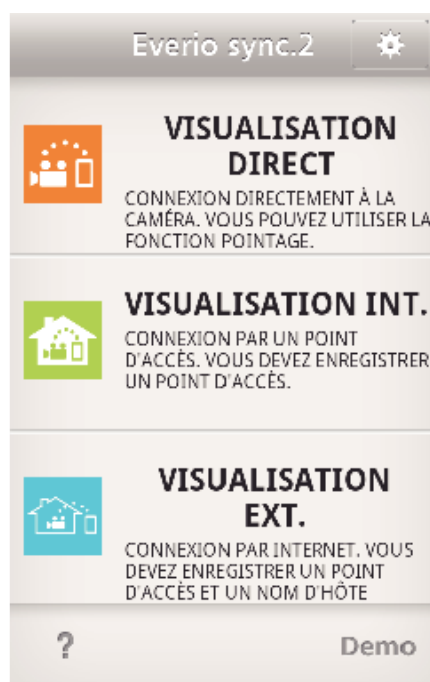 Everio sync.2
VISUALISATION
DIRECT
CONNEXION DIRECTEMENT À LA
CAMÉRA. VOUS POUVEZ UTILISER LA
FONCTION POINTAGE.
VISUALISATION INT.
CONNEXION PAR UN POINT
D'ACCÈS. VOUS DEVEZ ENREGISTRER
UN POINT D'ACCÈS.
VISUALISATION
EXT.
CONNEXION PAR INTERNET. VOUS
DEVEZ ENREGISTRER UN POINT
D'ACCÈS ET UN NOM D'HÔTE
? Demo